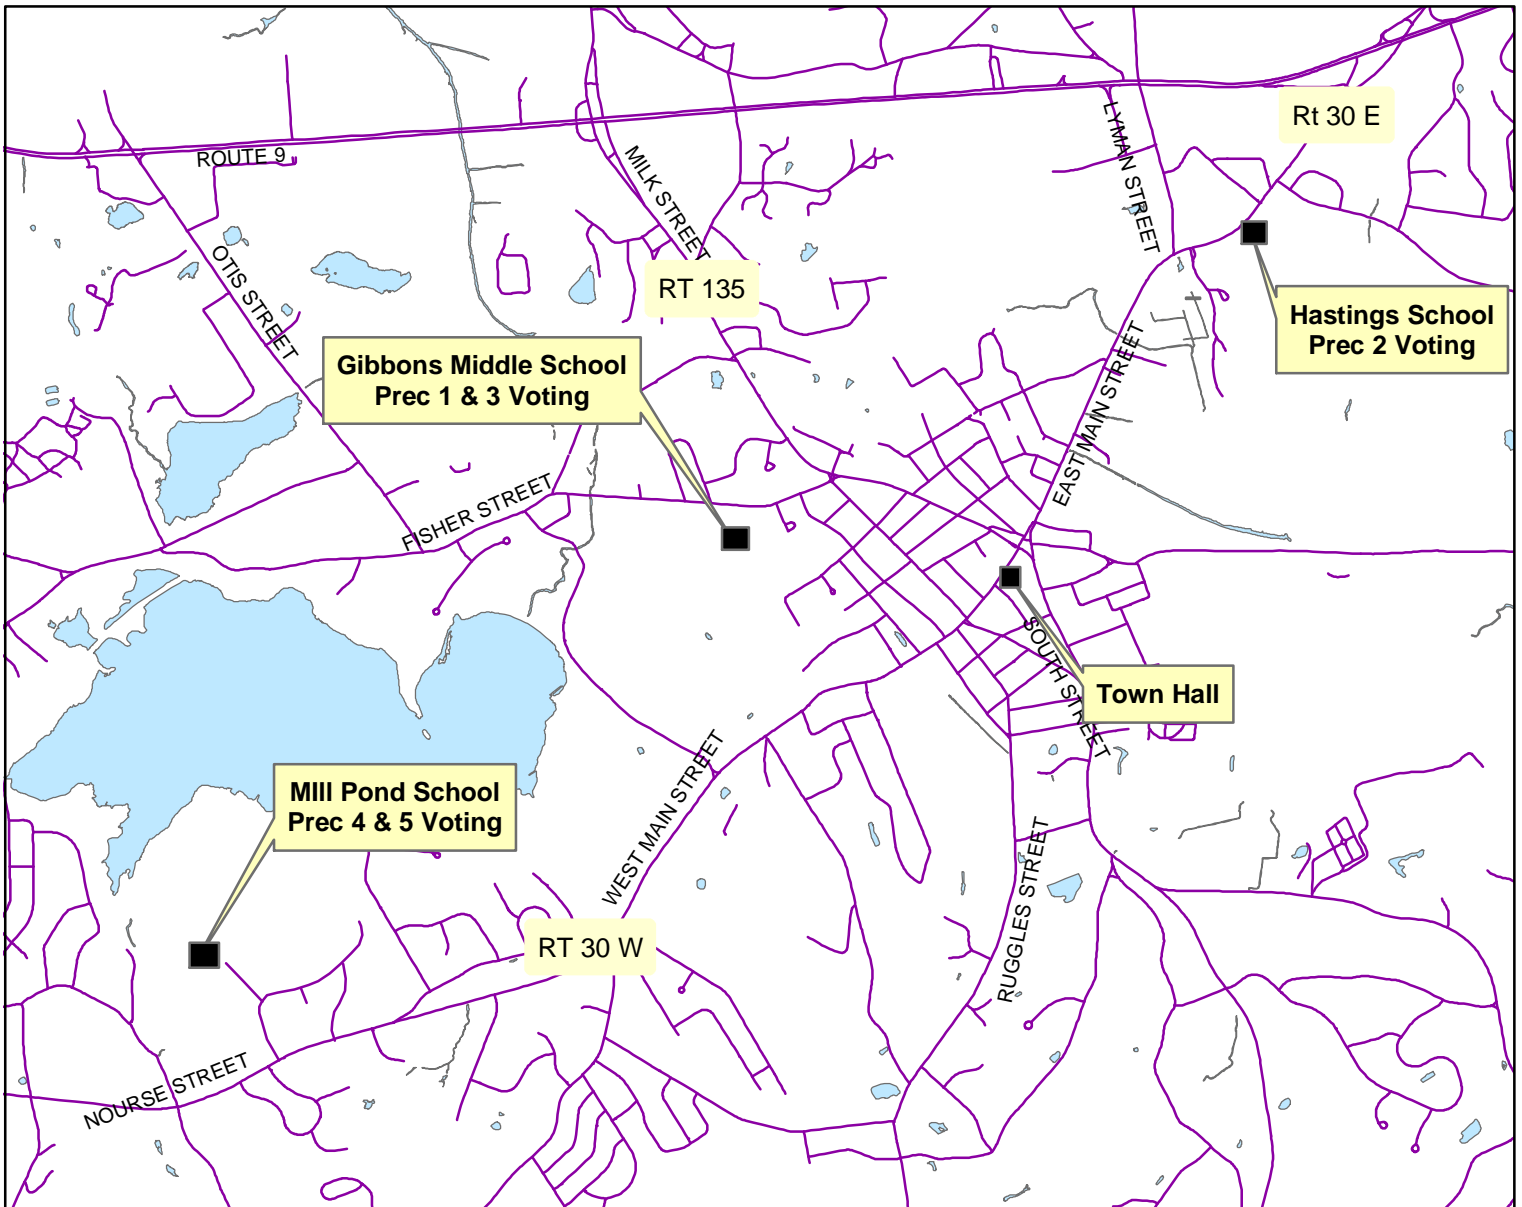 Rt 30 E
LYMAN STREET
ROUTE 9
MILK STREET
OTIS STREET
RT 135
Hastings School
Prec 2 Voting
Gibbons Middle School
Prec 1 & 3 Voting
EAST MAIN STREET
FISHER STREET
SOUTH STREET
Town Hall
MIll Pond School
Prec 4 & 5 Voting
WEST MAIN STREET
RUGGLES STREET
RT 30 W
NOURSE STREET